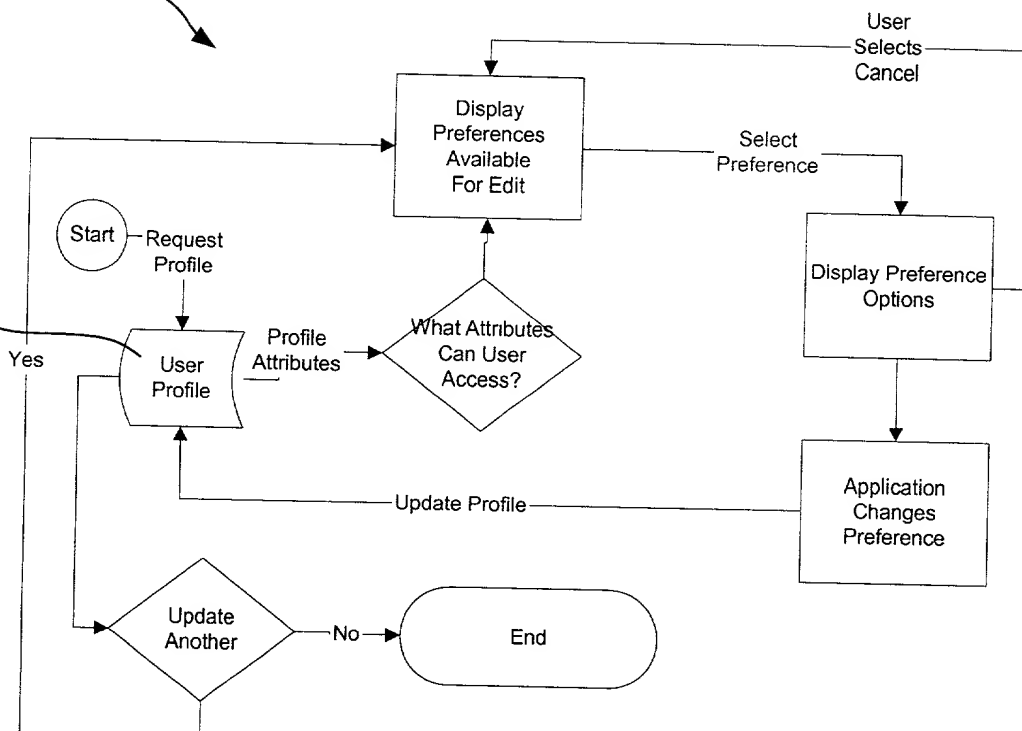 User
Selects
Cancel
Display
Preferences
Available
For Edit
Select
Preference
Start
Request
Profile
Display Preference
Options
What Attributes
Can User
Access?
Profile
Attributes
Yes
User
Profile
Application
Changes
Preference
Update Profile
Update
Another
No
End